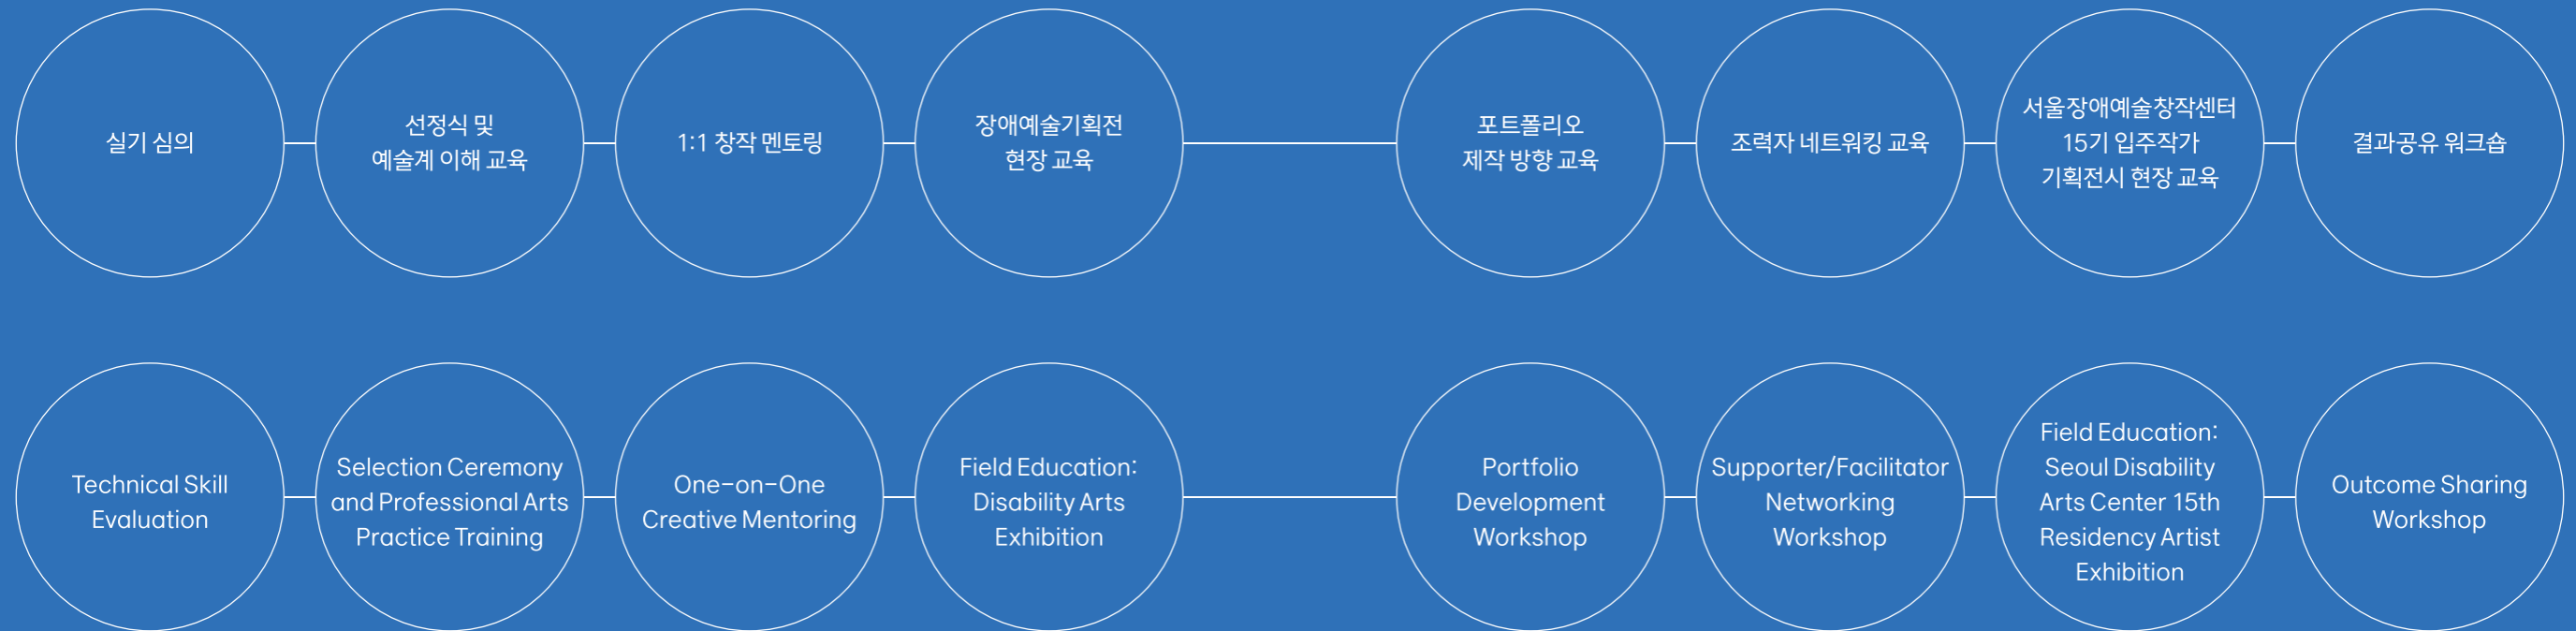 실기 심의
선정식 및
예술계 이해 교육
1:1 창작 멘토링
장애예술기획전
현장 교육
포트폴리오
제작 방향 교육
조력자 네트워킹 교육
서울장애예술창작센터
15기 입주작가
기획전시 현장 교육
결과공유 워크숍
Technical Skill
Evaluation
Selection Ceremony
and Professional Arts
Practice Training
One-on-One
Creative Mentoring
Field Education:
Disability Arts
Exhibition
Portfolio
Development
Workshop
Supporter/Facilitator
Networking
Workshop
Field Education:
Seoul Disability
Arts Center 15th
Residency Artist
Exhibition
Outcome Sharing
Workshop